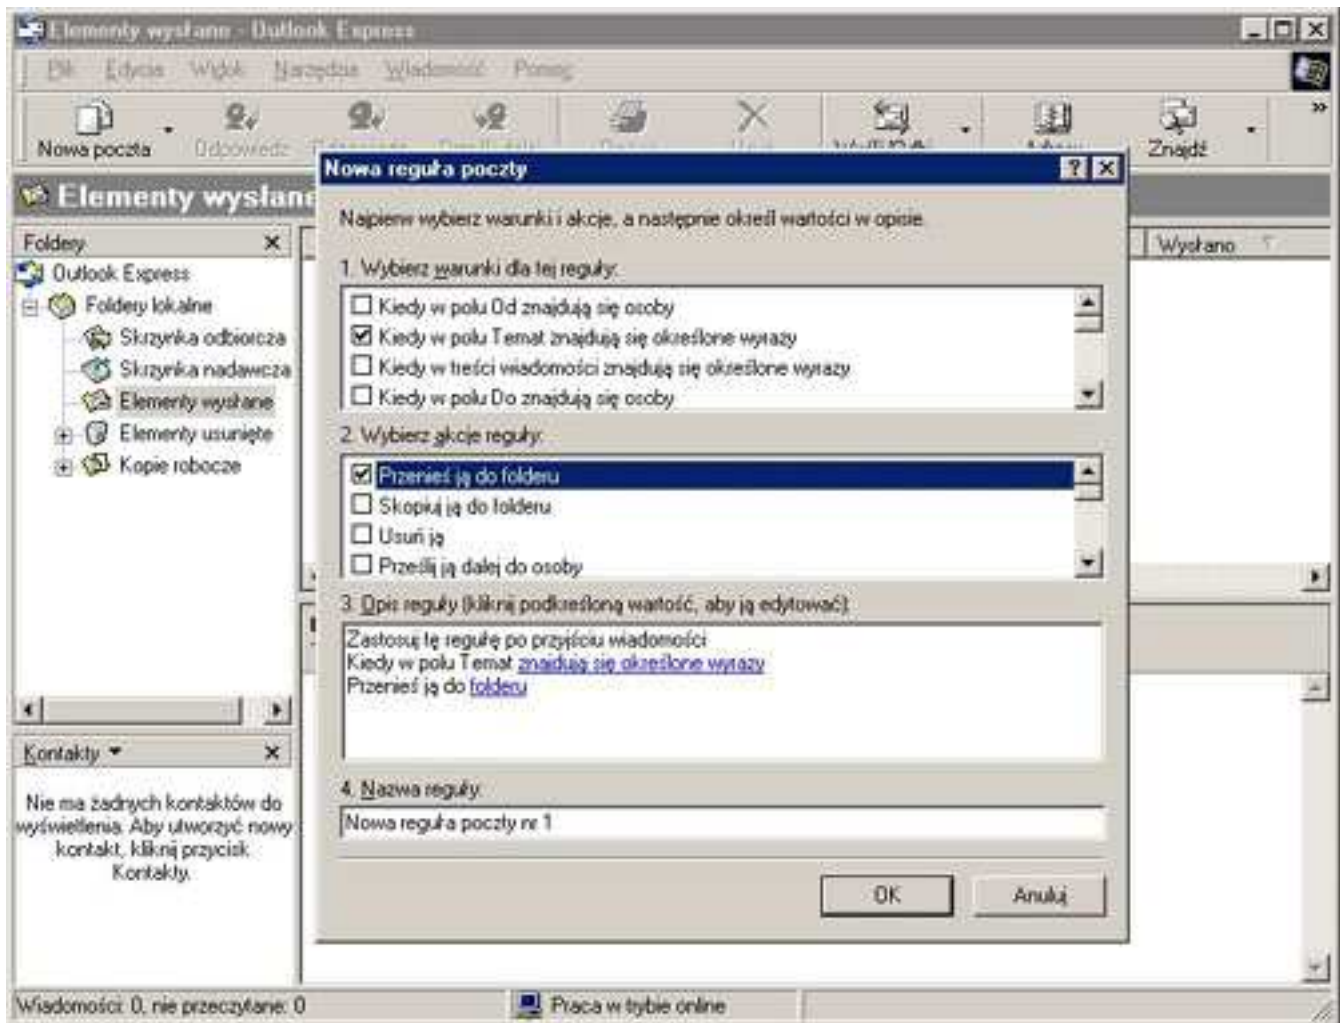 Elementy wysłane - Outlook Express
Plik Edycja Widok Narzędzia Wiadomość Pomoc
Nowa poczta Odpowiedz Znajdź
Elementy wysłane
Nowa reguła poczty
Najpierw wybierz warunki i akcje, a następnie określ wartości w opisie.
Foldery
Wysłano
Outlook Express
Foldery lokalne
Skrzynka odbiorcza
Skrzynka nadawcza
Elementy wysłane
Elementy usunięte
Kopie robocze
1. Wybierz warunki dla tej reguły:
Kiedy w polu Od znajdują się osoby
Kiedy w polu Temat znajdują się określone wyrazy
Kiedy w treści wiadomości znajdują się określone wyrazy
Kiedy w polu Do znajdują się osoby
2. Wybierz akcje reguły:
Przenieś ją do folderu
Skopiuj ją do folderu
Usuń ją
Prześlij ją dalej do osoby
3. Opis reguły (kliknij podkreśloną wartość, aby ją edytować):
Zastosuj tę regułę po przyjściu wiadomości
Kiedy w polu Temat znajdują się określone wyrazy
Przenieś ją do folderu
4. Nazwa reguły:
Nowa reguła poczty nr 1
OK Anuluj
Kontakty
Nie ma żadnych kontaktów do
wyświetlenia. Aby utworzyć nowy
kontakt, kliknij przycisk
Kontakty.
Wiadomości: 0, nie przeczytane: 0
Praca w trybie online